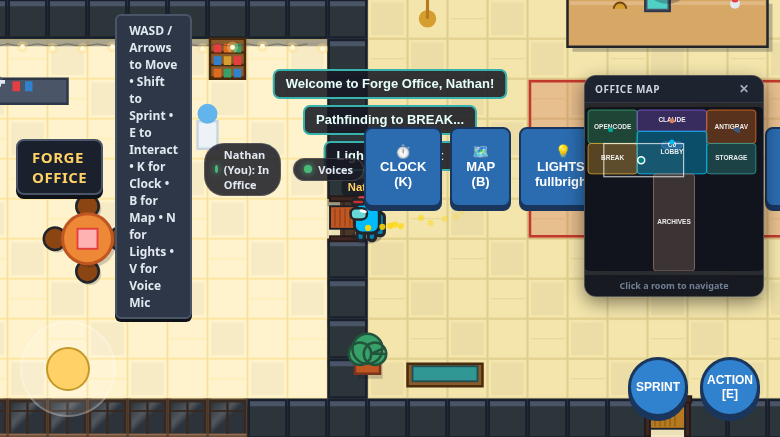 WASD /
Arrows
to Move
• Shift
to
Sprint •
E to
Interact
• K for
Clock •
B for
Map • N
for
Lights •
V for
Voice
Mic
FORGE
OFFICE
Nathan
(You): In
Office
Voices
Welcome to Forge Office, Nathan!
Pathfinding to BREAK...
Ligh
Nat
CLOCK
(K)
MAP
(B)
LIGHTS
fullbrigh
OFFICE MAP
OPENCODE
CLAUDE
ANTIGRAV
BREAK
LOBBY
STORAGE
ARCHIVES
Click a room to navigate
SPRINT
ACTION
[E]